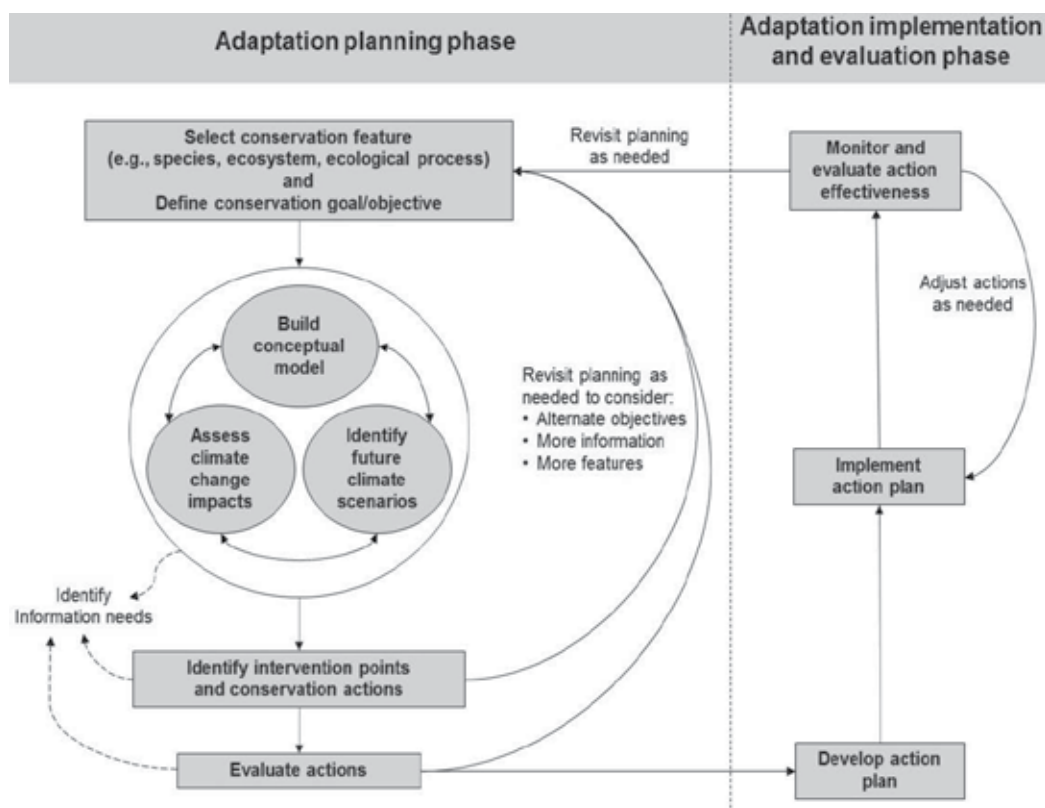 Adaptation planning phase
Adaptation implementation
and evaluation phase
Select conservation feature
(e.g., species, ecosystem, ecological process)
and
Define conservation goal/objective
Revisit planning
as needed
Monitor and
evaluate action
effectiveness
Adjust actions
as needed
Build
conceptual
model
Assess
climate
change
impacts
Identify
future
climate
scenarios
Revisit planning as
needed to consider:
• Alternate objectives
• More information
• More features
Implement
action plan
Identify
Information needs
Identify intervention points
and conservation actions
Evaluate actions
Develop action
plan